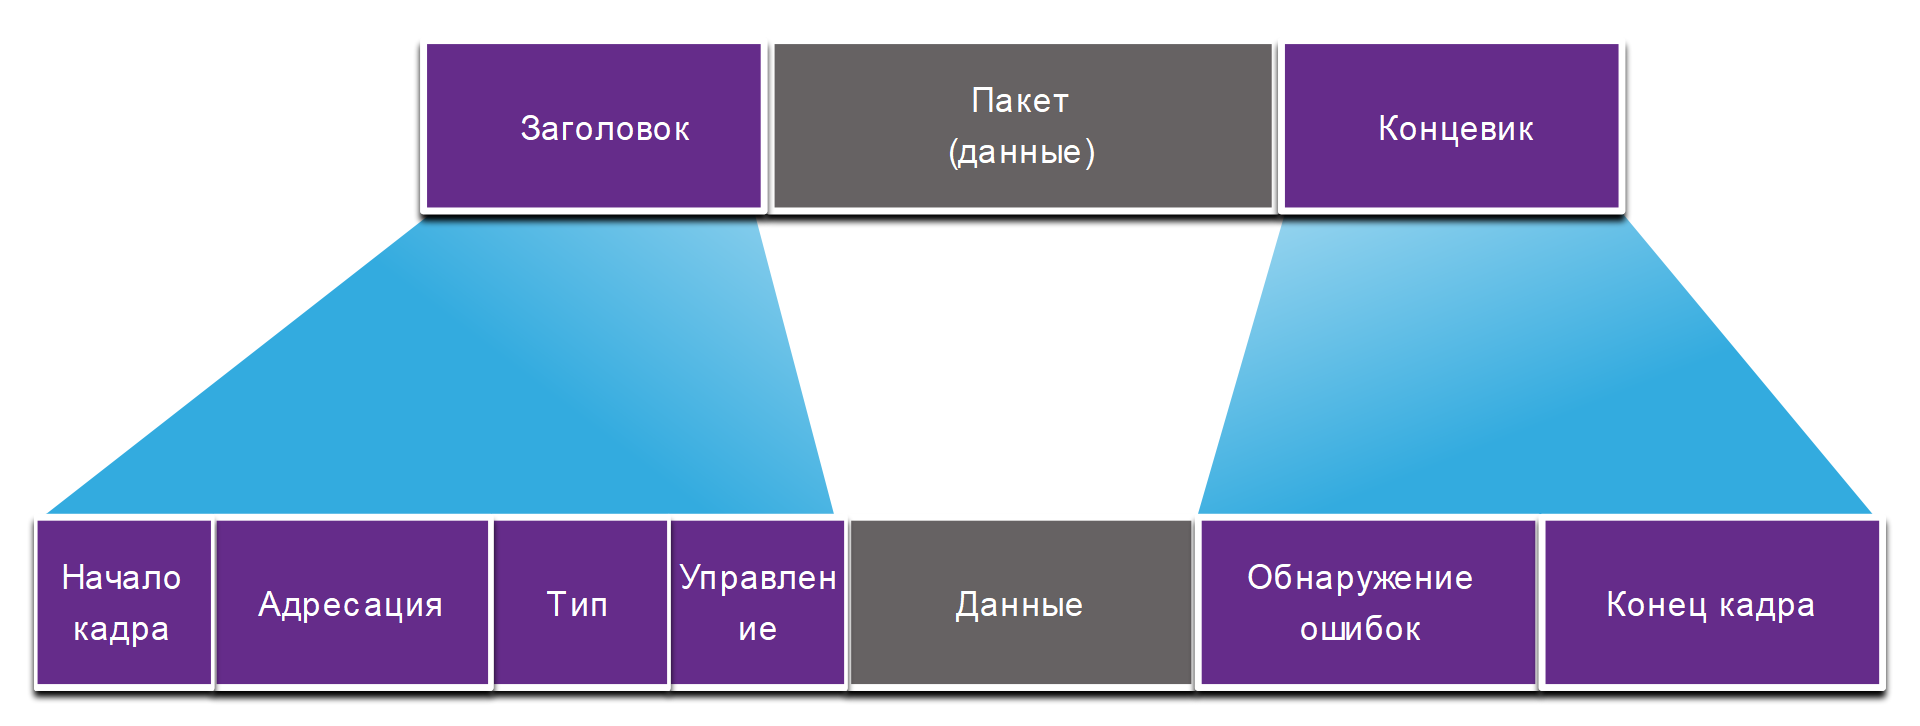 Заголовок
Пакет
(данные)
Концевик
Начало
кадра
Адресация
Тип
Управлен
ие
Данные
Обнаружение
ошибок
Конец кадра